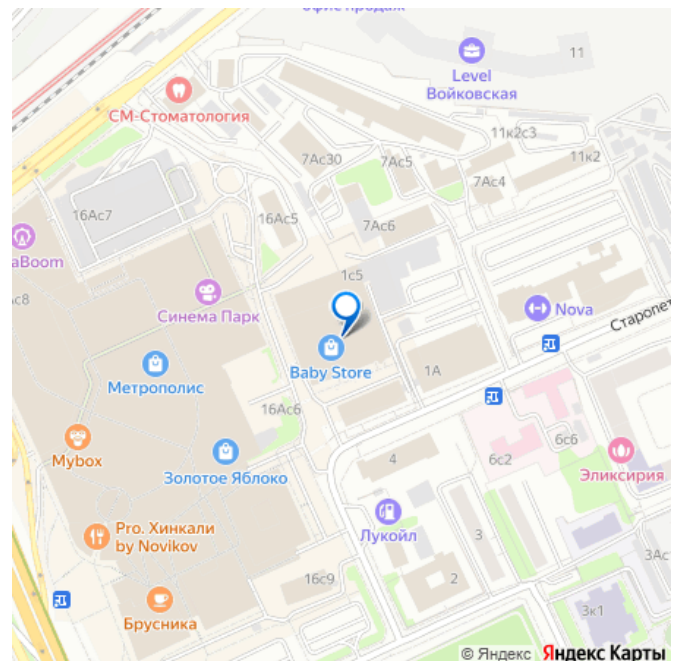 офис продаж
Level
Войковская
11
СМ-Стоматология
11к2с3
7Ас30
7Ас5
11к2
7Ас4
16Ас7
16Ас5
7Ас6
aBoom
1с5
с8
Синема Парк
Nova
Старопет
Baby Store
1А
Метрополис
16Ас6
Mybox
Золотое Яблоко
4
6с2
6с6
Эликсирия
Pro. Хинкали
by Novikov
Лукойл
3
3Ас
16с9
2
Брусника
3к1
© Яндекс Яндекс Карты